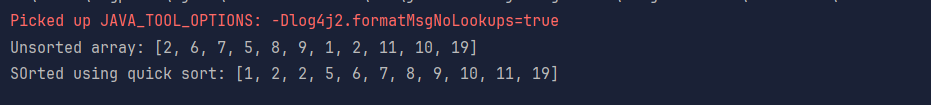 Picked up JAVA_TOOL_OPTIONS: -Dlog4j2.formatMsgNoLookups=true
Unsorted array: [2, 6, 7, 5, 8, 9, 1, 2, 11, 10, 19]
SOrted using quick sort: [1, 2, 2, 5, 6, 7, 8, 9, 10, 11, 19]